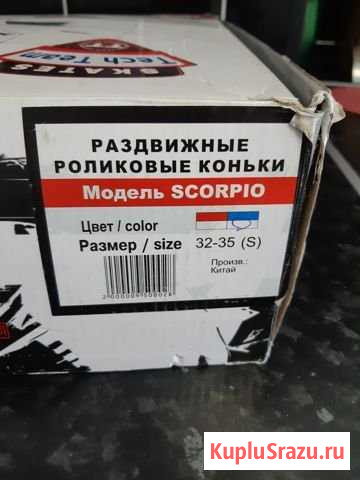 SKATES
Tech Team
РАЗДВИЖНЫЕ
РОЛИКОВЫЕ КОНЬКИ
Модель SCORPIO
Цвет / color
Размер / size 32-35 (S)
Произв.:
Китай
KupluSrazu.ru